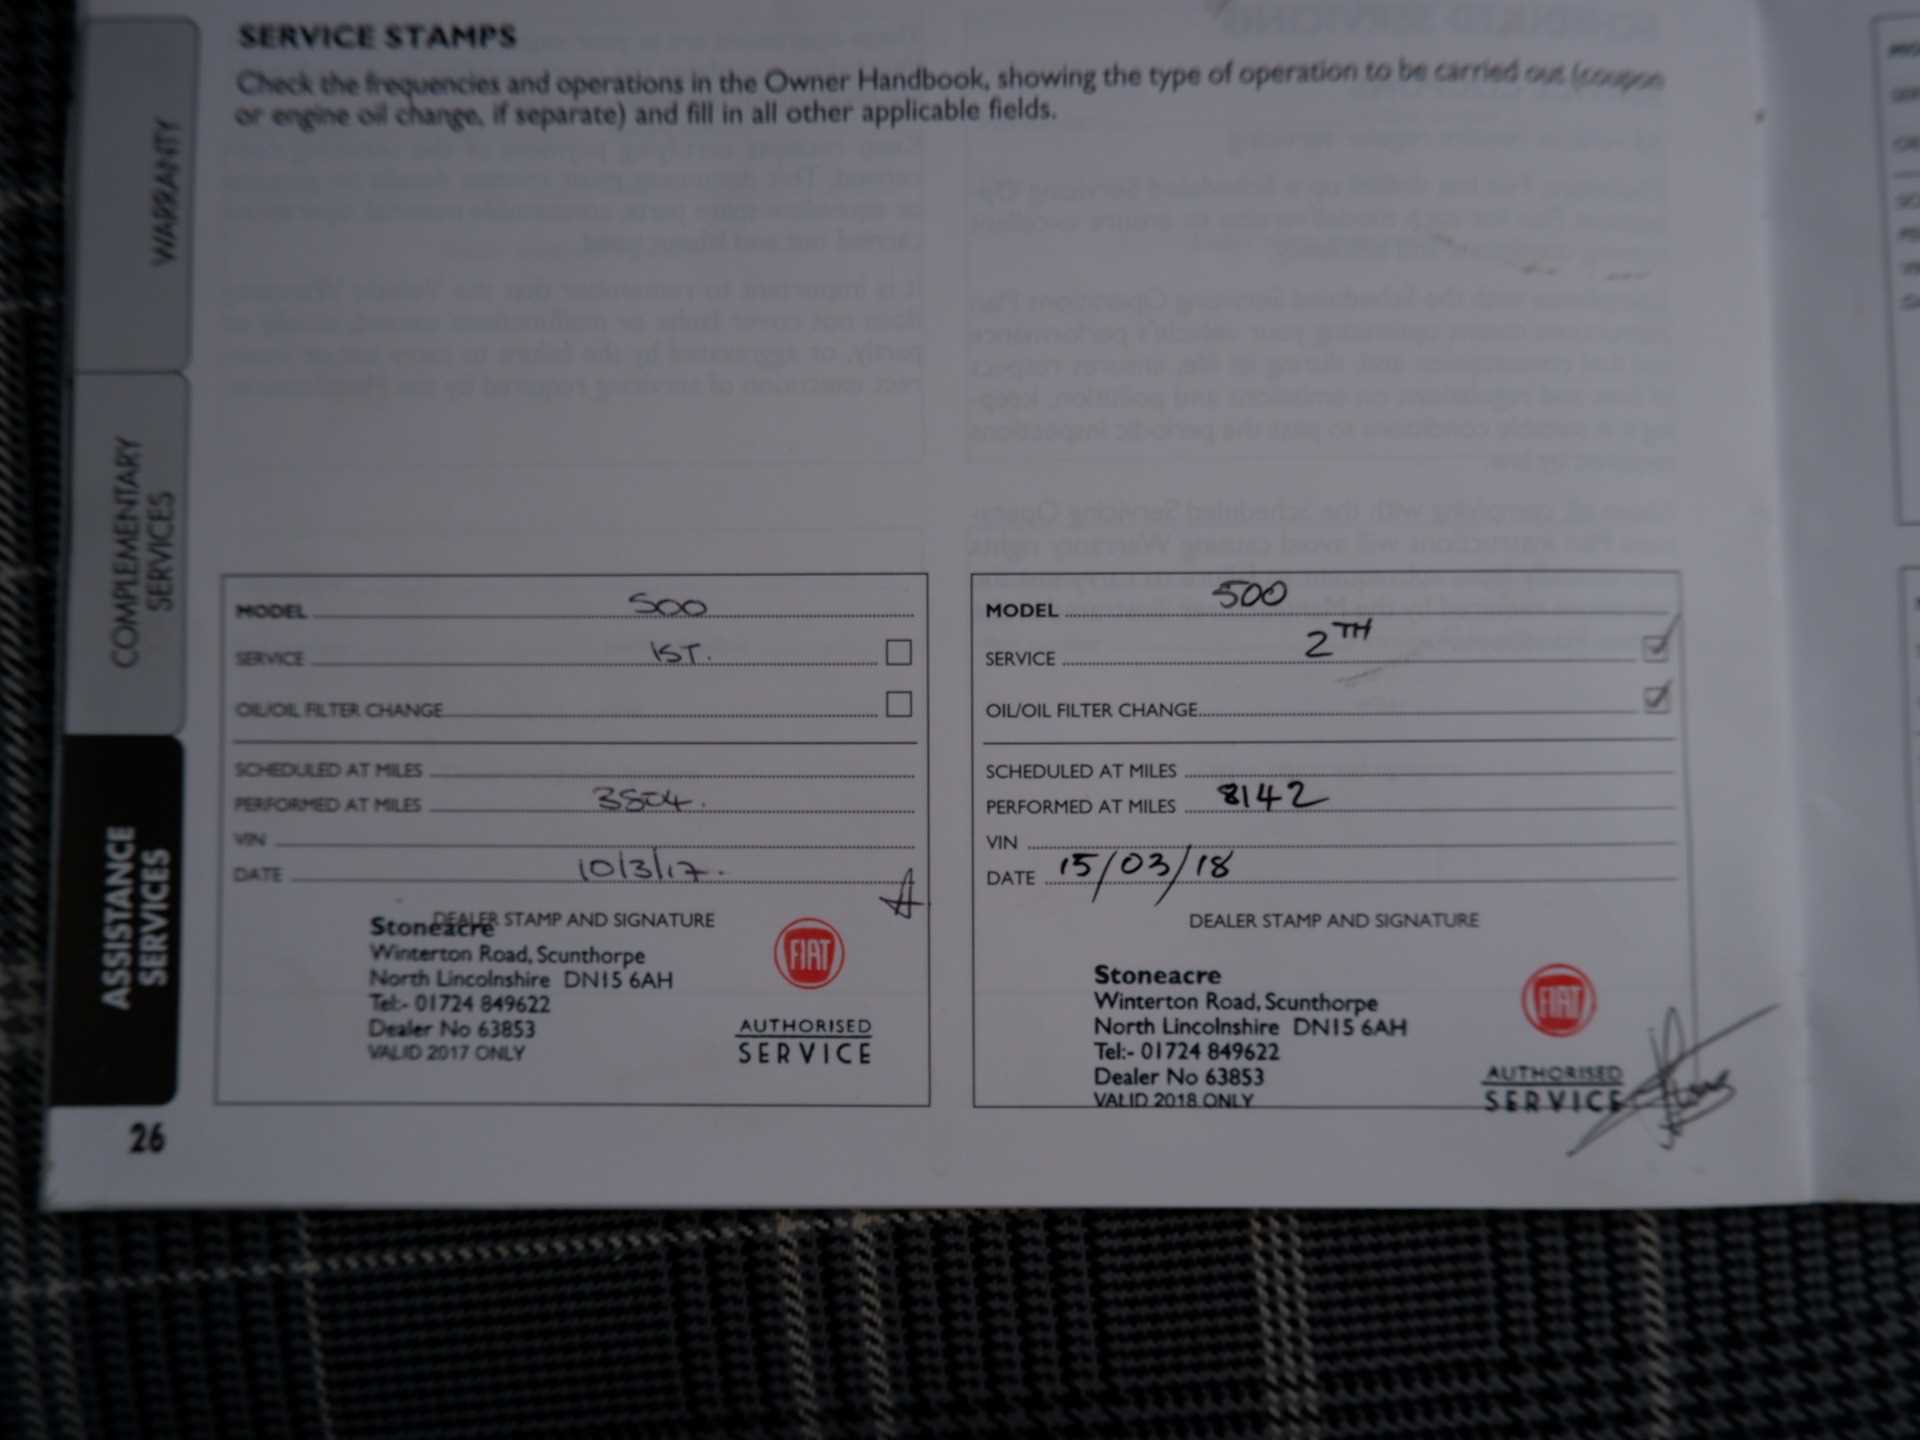 SERVICE STAMPS
Check the frequencies and operations in the Owner Handbook, showing the type of operation to be carried out (coupon
or engine oil change, if separate) and fill in all other applicable fields.
WARRANTY
COMPLEMENTARY
SERVICES
ASSISTANCE
SERVICES
MODEL 500
SERVICE 1ST.
OIL/OIL FILTER CHANGE
SCHEDULED AT MILES
PERFORMED AT MILES 3504.
VIN
DATE 10/3/17.
DEALER STAMP AND SIGNATURE
Stoneacre
Winterton Road, Scunthorpe
North Lincolnshire DN15 6AH
Tel:- 01724 849622
Dealer No 63853
VALID 2017 ONLY
FIAT
AUTHORISED
SERVICE
MODEL 500
SERVICE 2TH
OIL/OIL FILTER CHANGE
SCHEDULED AT MILES
PERFORMED AT MILES 8142
VIN
DATE 15/03/18
DEALER STAMP AND SIGNATURE
Stoneacre
Winterton Road, Scunthorpe
North Lincolnshire DN15 6AH
Tel:- 01724 849622
Dealer No 63853
VALID 2018 ONLY
FIAT
AUTHORISED
SERVICE
26